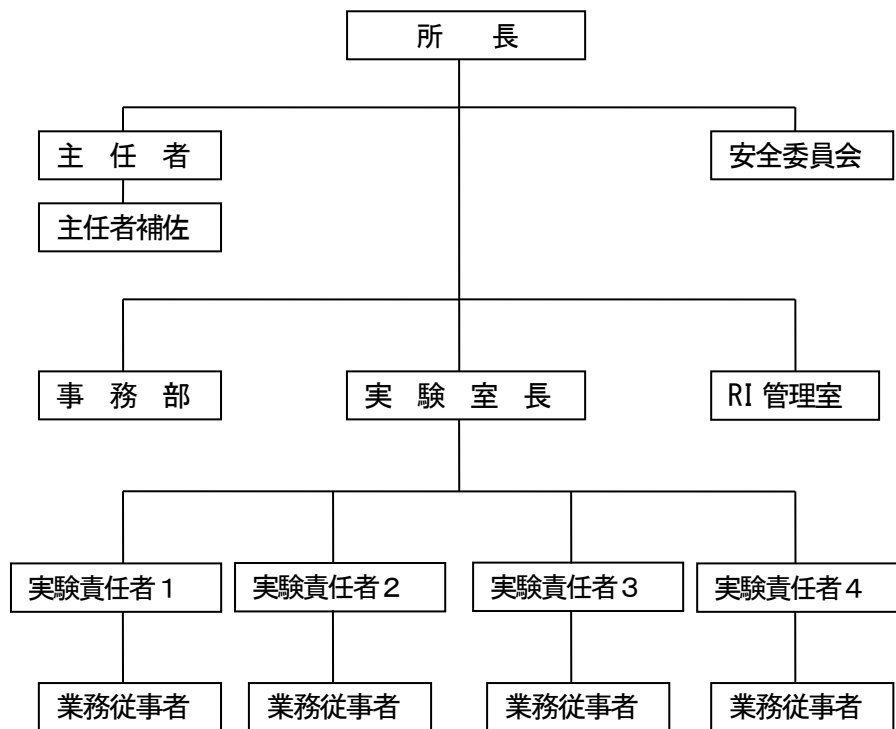 所　長
主　任　者
安全委員会
主任者補佐
事　務　部
実　験　室　長
RI 管理室
実験責任者１
実験責任者２
実験責任者３
実験責任者４
業務従事者
業務従事者
業務従事者
業務従事者